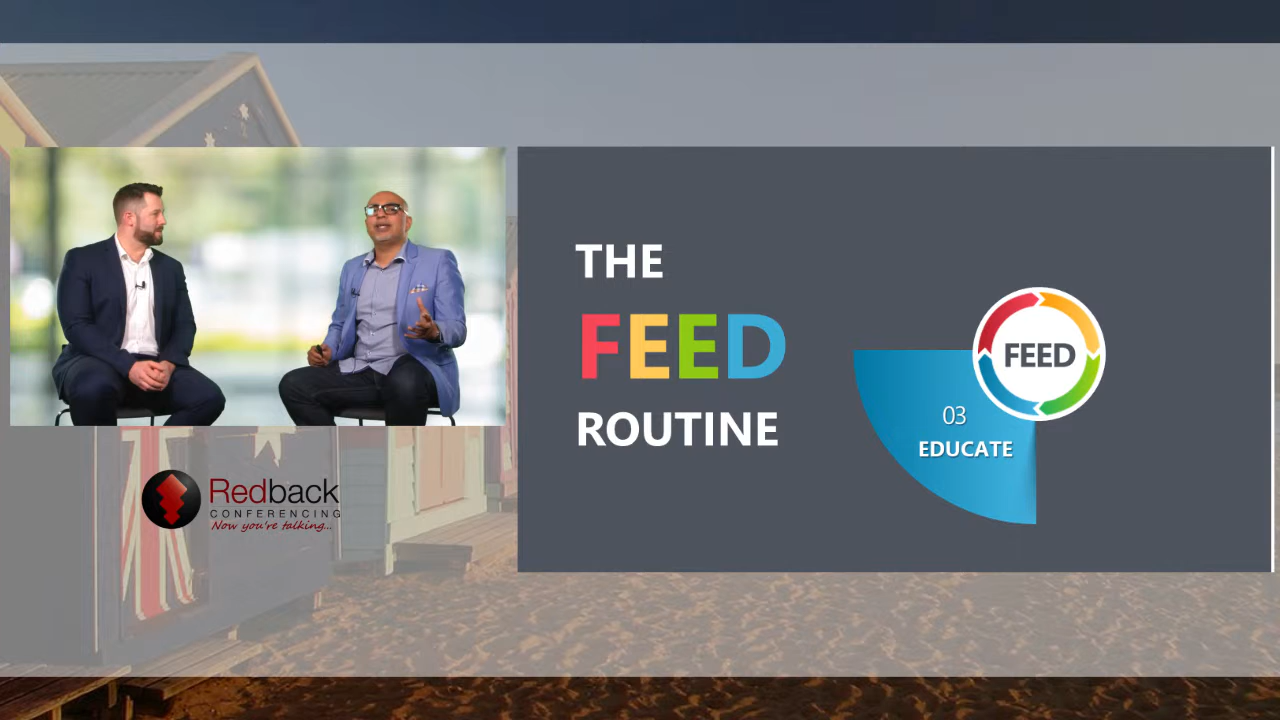 THE
FEED
ROUTINE
FEED
03
EDUCATE
Redback
CONFERENCING
Now you're talking...